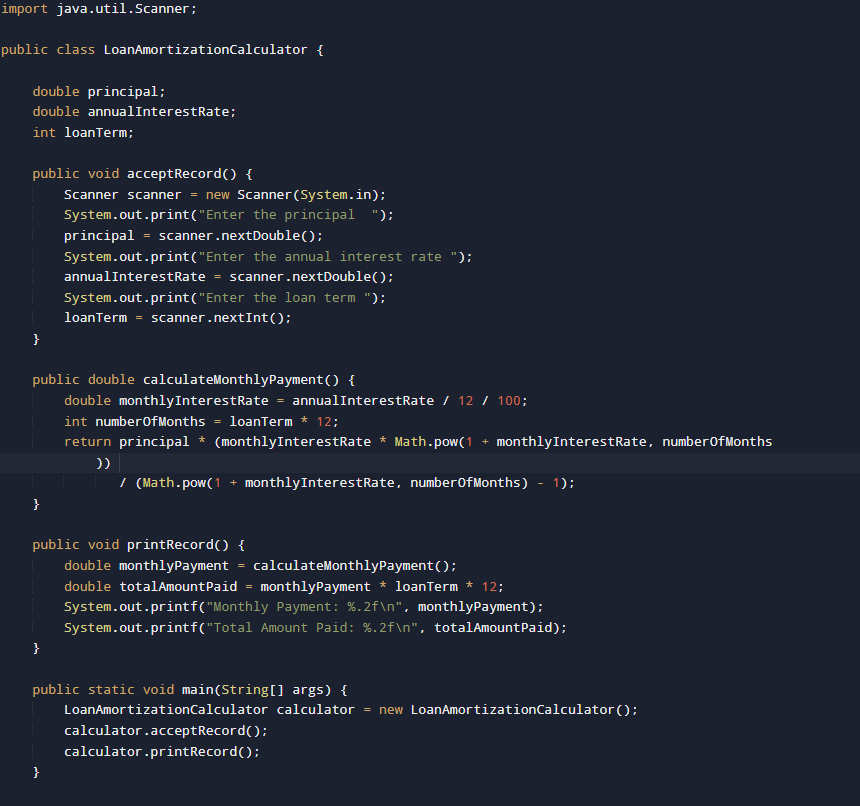 import java.util.Scanner;

public class LoanAmortizationCalculator {

    double principal;
    double annualInterestRate;
    int loanTerm;

    public void acceptRecord() {
        Scanner scanner = new Scanner(System.in);
        System.out.print("Enter the principal  ");
        principal = scanner.nextDouble();
        System.out.print("Enter the annual interest rate ");
        annualInterestRate = scanner.nextDouble();
        System.out.print("Enter the loan term ");
        loanTerm = scanner.nextInt();
    }

    public double calculateMonthlyPayment() {
        double monthlyInterestRate = annualInterestRate / 12 / 100;
        int numberOfMonths = loanTerm * 12;
        return principal * (monthlyInterestRate * Math.pow(1 + monthlyInterestRate, numberOfMonths
            ))
               / (Math.pow(1 + monthlyInterestRate, numberOfMonths) - 1);
    }

    public void printRecord() {
        double monthlyPayment = calculateMonthlyPayment();
        double totalAmountPaid = monthlyPayment * loanTerm * 12;
        System.out.printf("Monthly Payment: %.2f\n", monthlyPayment);
        System.out.printf("Total Amount Paid: %.2f\n", totalAmountPaid);
    }

    public static void main(String[] args) {
        LoanAmortizationCalculator calculator = new LoanAmortizationCalculator();
        calculator.acceptRecord();
        calculator.printRecord();
    }